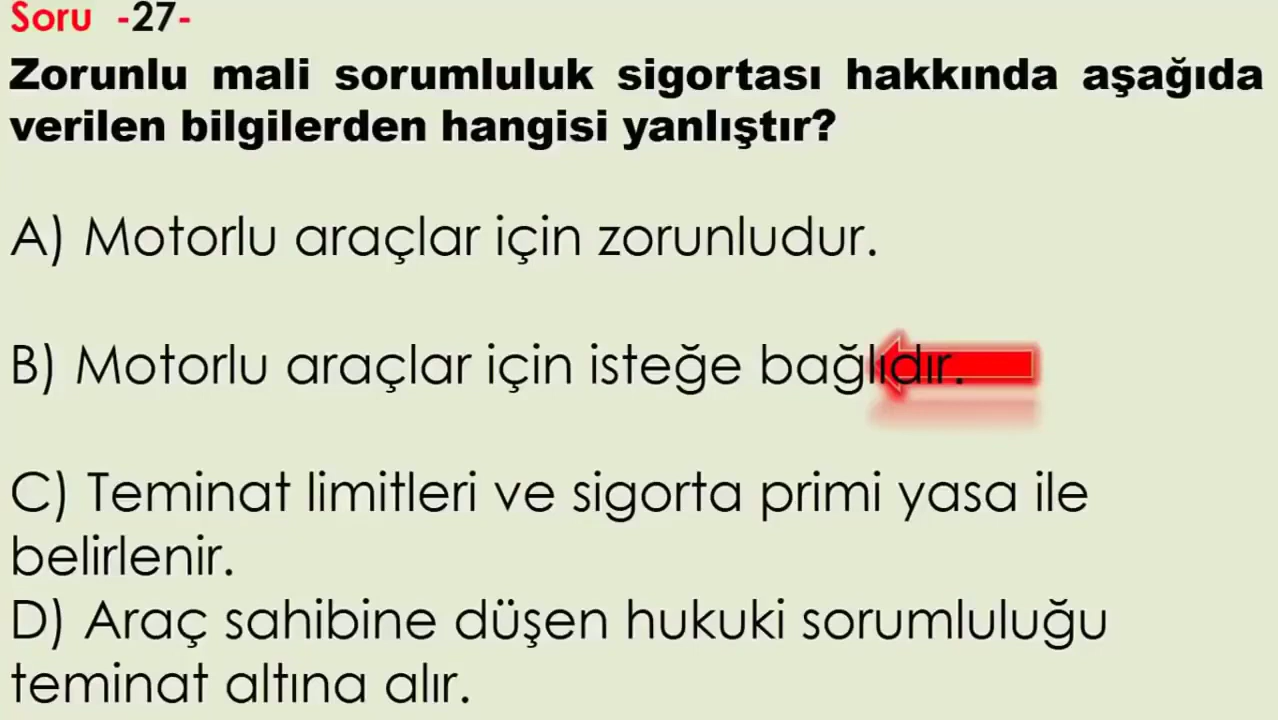 Soru -27-
Zorunlu mali sorumluluk sigortası hakkında aşağıda
verilen bilgilerden hangisi yanlıştır?
A) Motorlu araçlar için zorunludur.
B) Motorlu araçlar için isteğe bağlıdır.
C) Teminat limitleri ve sigorta primi yasa ile
belirlenir.
D) Araç sahibine düşen hukuki sorumluluğu
teminat altına alır.